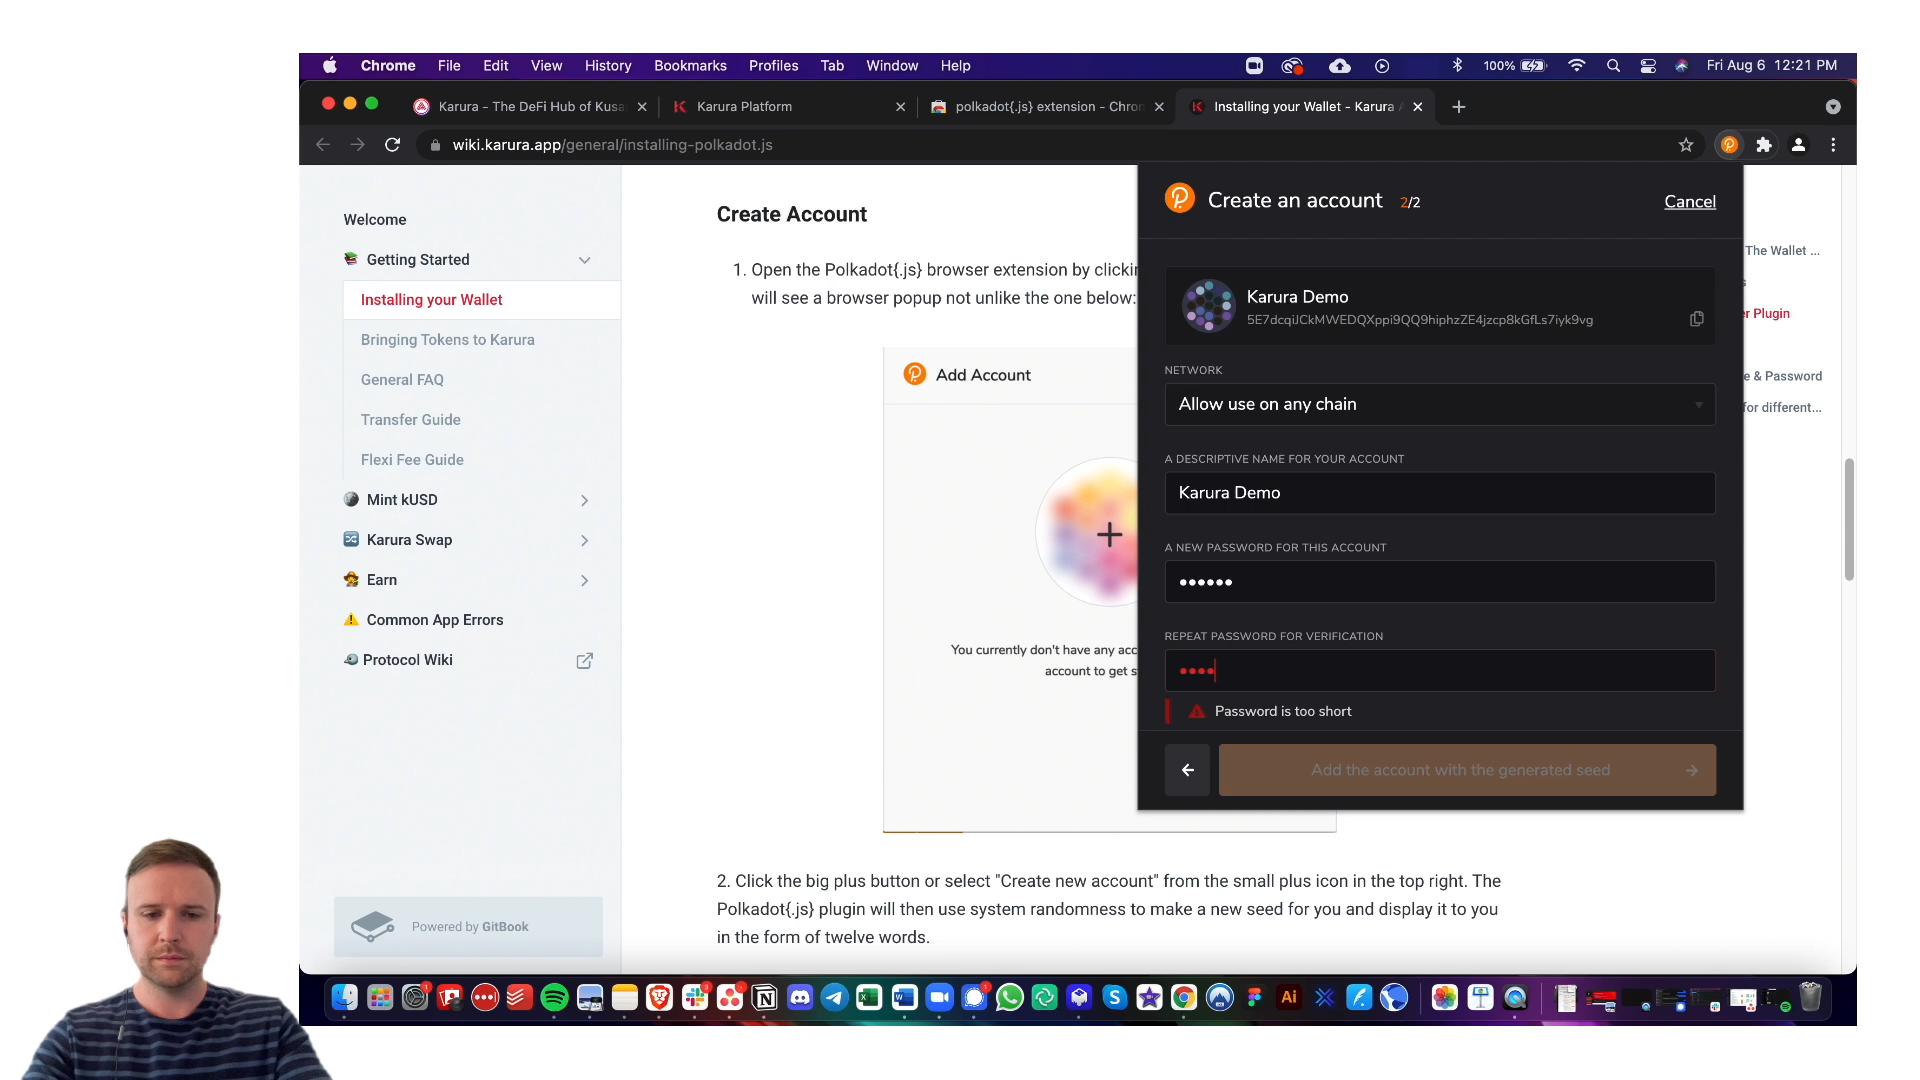 Chrome File Edit View History Bookmarks Profiles Tab Window Help
100% Fri Aug 6 12:21 PM
Karura - The DeFi Hub of Kusa
Karura Platform
polkadot{.js} extension - Chrom
Installing your Wallet - Karura
wiki.karura.app/general/installing-polkadot.js
Welcome
Getting Started
Installing your Wallet
Bringing Tokens to Karura
General FAQ
Transfer Guide
Flexi Fee Guide
Mint kUSD
Karura Swap
Earn
Common App Errors
Protocol Wiki
Powered by GitBook
Create Account
1. Open the Polkadot{.js} browser extension by clickin
will see a browser popup not unlike the one below:
Add Account
You currently don't have any acc
account to get s
2. Click the big plus button or select "Create new account" from the small plus icon in the top right. The
Polkadot{.js} plugin will then use system randomness to make a new seed for you and display it to you
in the form of twelve words.
Create an account 2/2
Cancel
Karura Demo
5E7dcqiJCkMWEDQXppi9QQ9hiphzZE4jzcp8kGfLs7iyk9vg
NETWORK
Allow use on any chain
A DESCRIPTIVE NAME FOR YOUR ACCOUNT
Karura Demo
A NEW PASSWORD FOR THIS ACCOUNT
••••••
REPEAT PASSWORD FOR VERIFICATION
••••
Password is too short
Add the account with the generated seed
The Wallet ...
s
er Plugin
e & Password
for different...